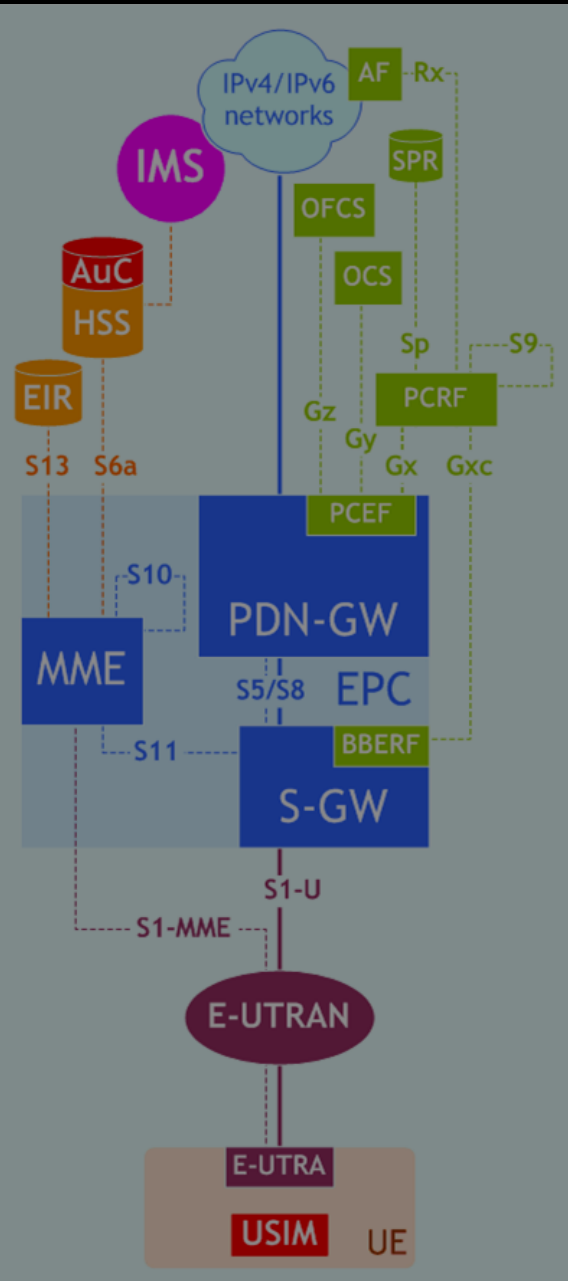 IPv4/IPv6
networks
AF
Rx
IMS
SPR
OFCS
AuC
OCS
HSS
Sp
S9
EIR
PCRF
Gz
Gy
S13
S6a
Gx
Gxc
PCEF
S10
PDN-GW
MME
S5/S8
EPC
S11
BBERF
S-GW
S1-U
S1-MME
E-UTRAN
E-UTRA
USIM
UE